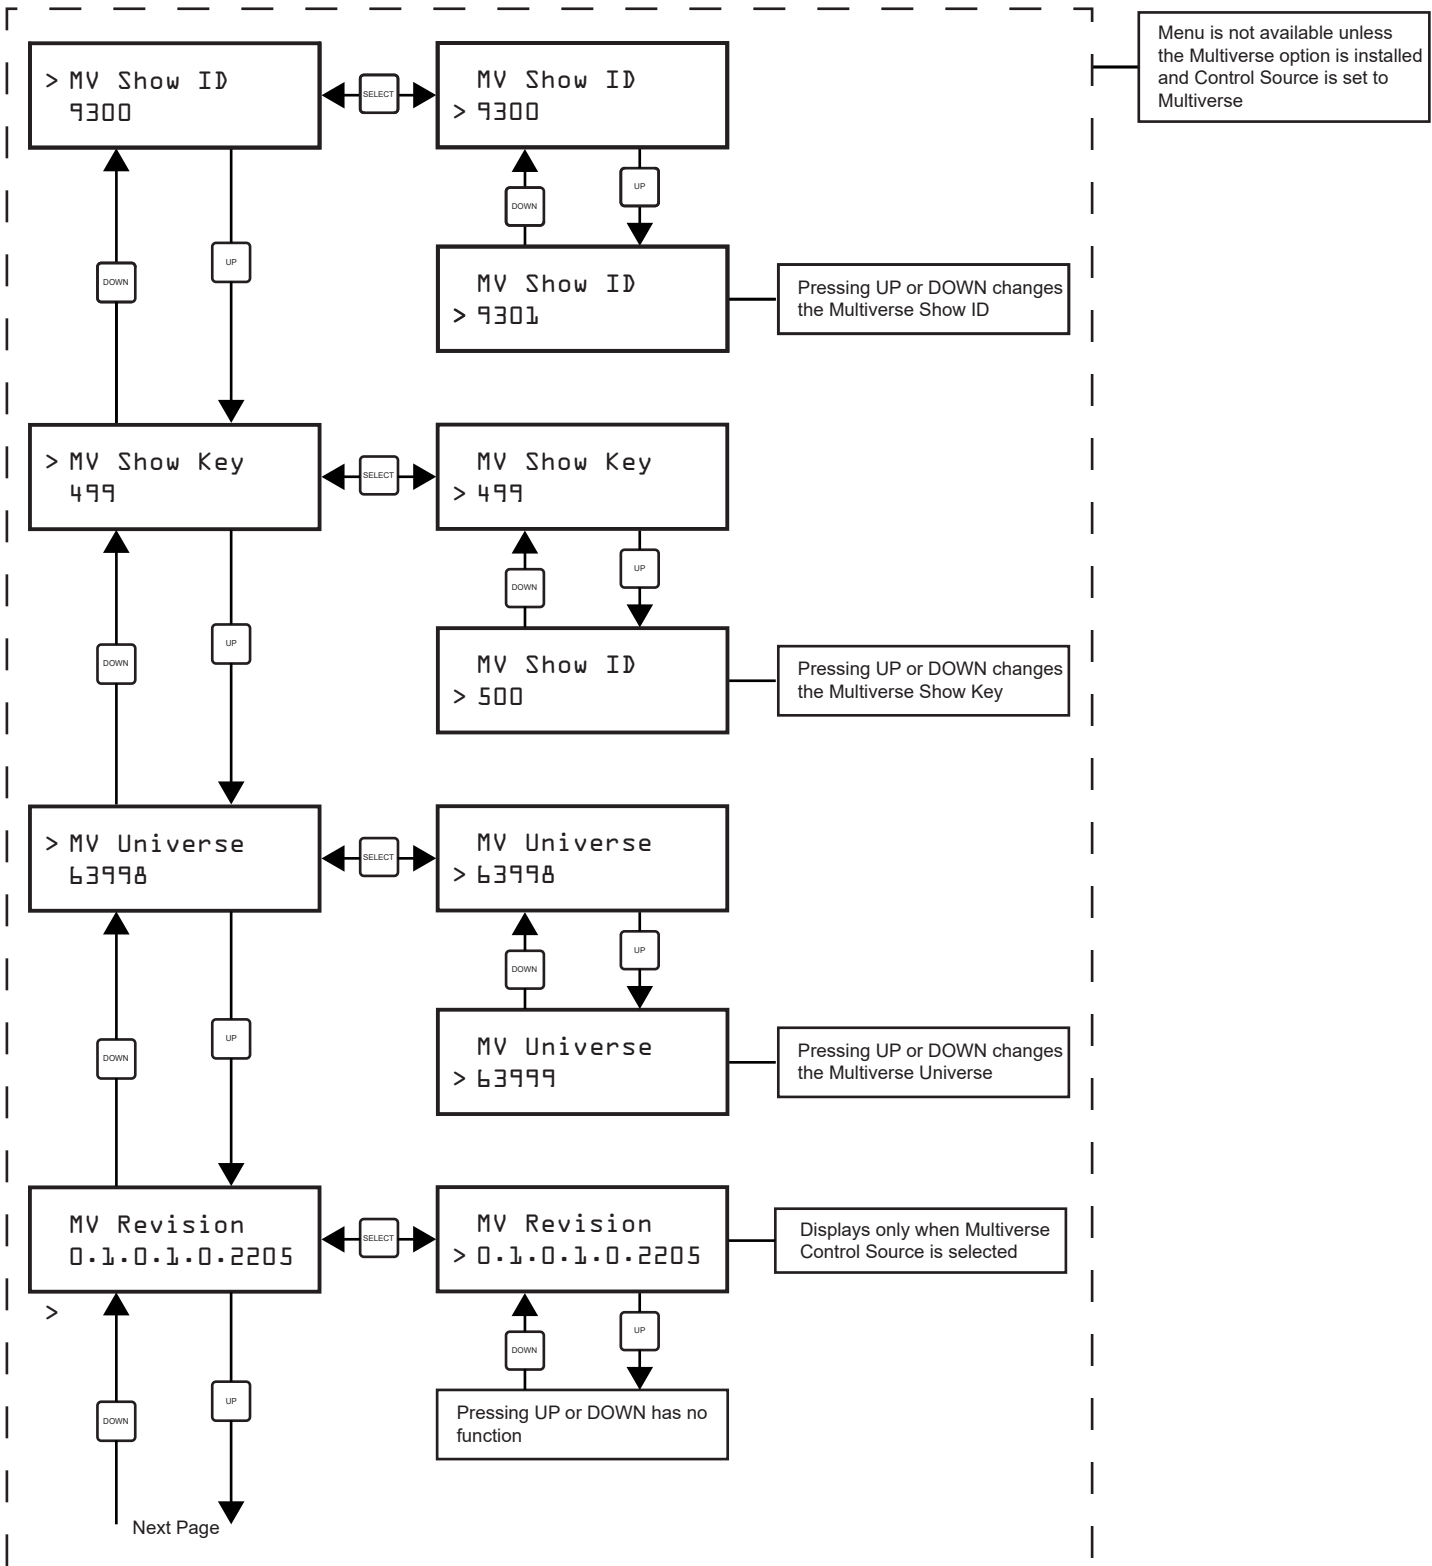 Menu is not available unless
the Multiverse option is installed
and Control Source is set to
Multiverse
> MV Show ID
9300
SELECT
MV Show ID
> 9300
DOWN
UP
DOWN
UP
MV Show ID
> 9301
Pressing UP or DOWN changes
the Multiverse Show ID
> MV Show Key
499
SELECT
MV Show Key
> 499
DOWN
UP
DOWN
UP
MV Show ID
> 500
Pressing UP or DOWN changes
the Multiverse Show Key
> MV Universe
63998
SELECT
MV Universe
> 63998
DOWN
UP
DOWN
UP
MV Universe
> 63999
Pressing UP or DOWN changes
the Multiverse Universe
MV Revision
0.1.0.1.0.2205
>
SELECT
MV Revision
> 0.1.0.1.0.2205
Displays only when Multiverse
Control Source is selected
DOWN
UP
DOWN
UP
Pressing UP or DOWN has no
function
Next Page